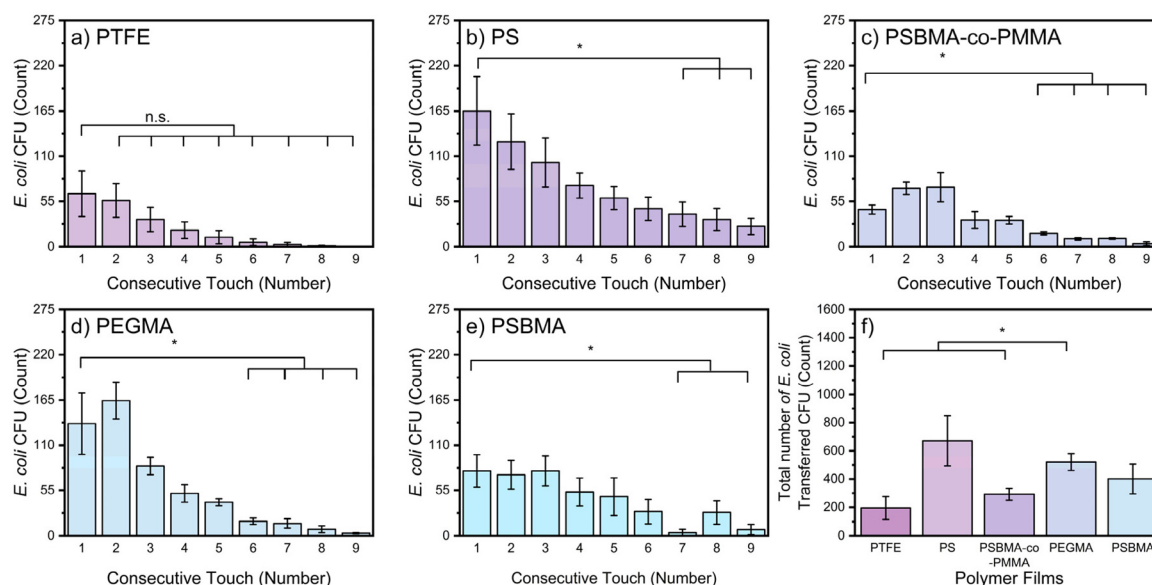 a) PTFE
n.s.
275
220
165
110
55
0
E. coli CFU (Count)
1 2 3 4 5 6 7 8 9
Consecutive Touch (Number)
b) PS
*
275
220
165
110
55
0
E. coli CFU (Count)
1 2 3 4 5 6 7 8 9
Consecutive Touch (Number)
c) PSBMA-co-PMMA
*
275
220
165
110
55
0
E. coli CFU (Count)
1 2 3 4 5 6 7 8 9
Consecutive Touch (Number)
d) PEGMA
*
275
220
165
110
55
0
E. coli CFU (Count)
1 2 3 4 5 6 7 8 9
Consecutive Touch (Number)
e) PSBMA
*
275
220
165
110
55
0
E. coli CFU (Count)
1 2 3 4 5 6 7 8 9
Consecutive Touch (Number)
f)
*
1600
1400
1200
1000
800
600
400
200
0
Total number of E. coli
Transferred CFU (Count)
PTFE PS PSBMA-co PEGMA PSBMA
-PMMA
Polymer Films